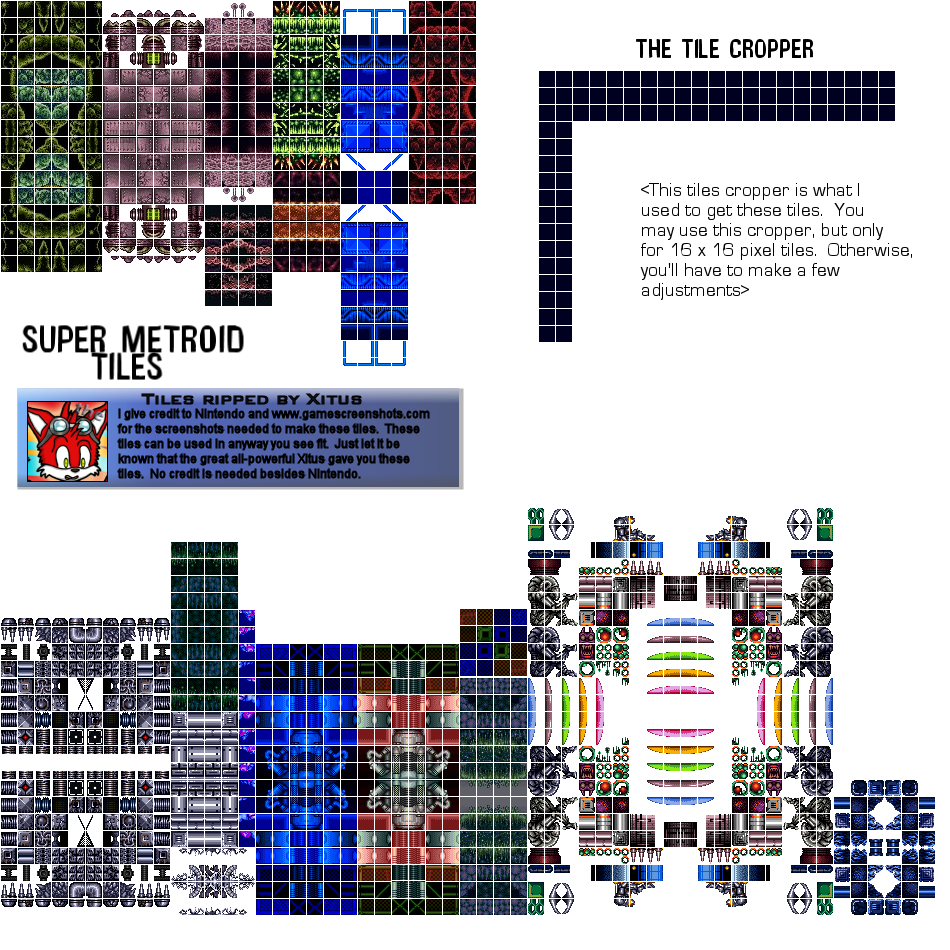 THE TILE CROPPER
<This tiles cropper is what I
used to get these tiles. You
may use this cropper, but only
for 16 x 16 pixel tiles. Otherwise,
you'll have to make a few
adjustments>
SUPER METROID
TILES
Tiles ripped by Xitus
I give credit to Nintendo and www.gamescreenshots.com
for the screenshots needed to make these tiles. These
tiles can be used in anyway you see fit. Just let it be
known that the great all-powerful Xitus gave you these
tiles. No credit is needed besides Nintendo.